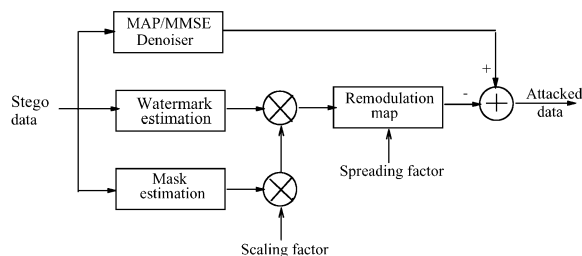 MAP/MMSE
Denoiser
+
Stego
data
Watermark
estimation
Remodulation
map
-
Attacked
data
Mask
estimation
Spreading factor
Scaling factor